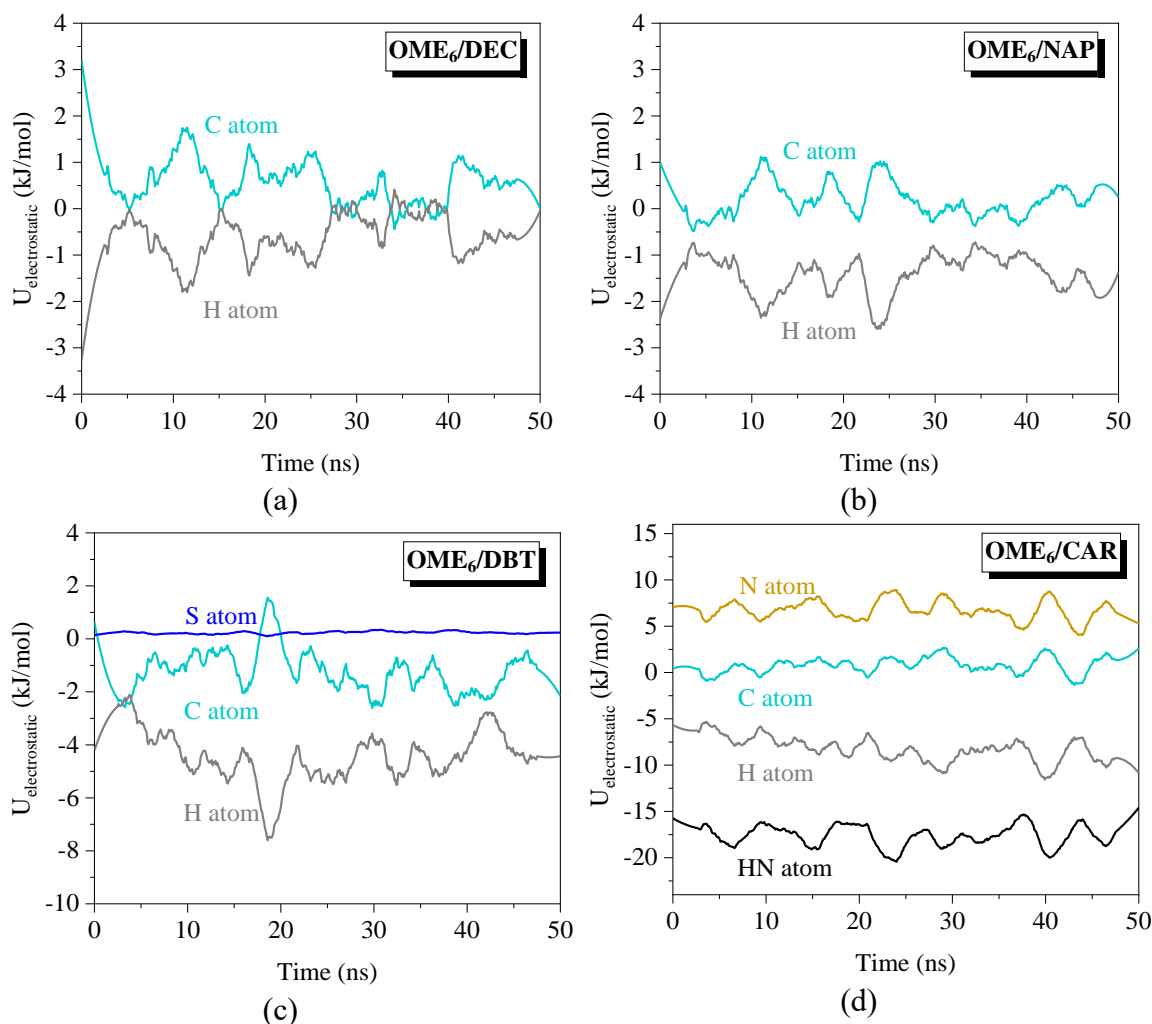 OME6/DEC
C atom
H atom
Uelectrostatic (kJ/mol)
4
3
2
1
0
-1
-2
-3
-4
0 10 20 30 40 50
Time (ns)
(a)
OME6/NAP
C atom
H atom
Uelectrostatic (kJ/mol)
4
3
2
1
0
-1
-2
-3
-4
0 10 20 30 40 50
Time (ns)
(b)
OME6/DBT
S atom
C atom
H atom
Uelectrostatic (kJ/mol)
4
2
0
-2
-4
-6
-8
-10
0 10 20 30 40 50
Time (ns)
(c)
OME6/CAR
N atom
C atom
H atom
HN atom
Uelectrostatic (kJ/mol)
15
10
5
0
-5
-10
-15
-20
0 10 20 30 40 50
Time (ns)
(d)